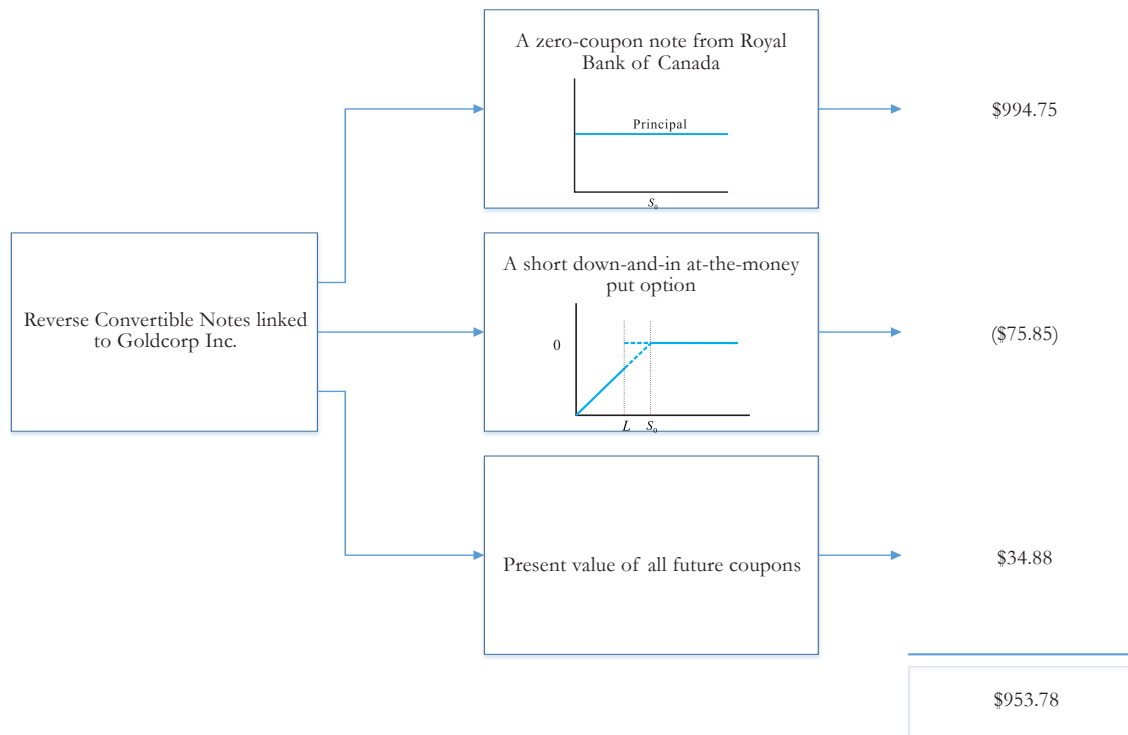 A zero-coupon note from Royal
Bank of Canada
Principal
S₀
$994.75
Reverse Convertible Notes linked
to Goldcorp Inc.
A short down-and-in at-the-money
put option
0
L S₀
($75.85)
Present value of all future coupons
$34.88
$953.78